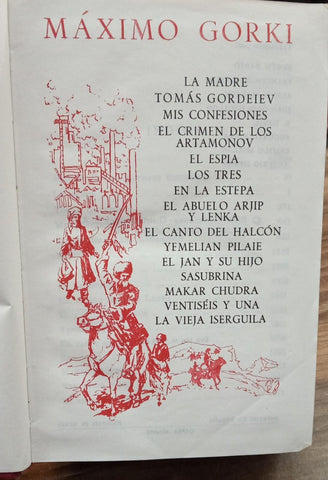 MÁXIMO GORKI
LA MADRE
TOMÁS GORDEIEV
MIS CONFESIONES
EL CRIMEN DE LOS
ARTAMONOV
EL ESPIA
LOS TRES
EN LA ESTEPA
EL ABUELO ARJIP
Y LENKA
EL CANTO DEL HALCÓN
YEMELIAN PILAIE
EL JAN Y SU HIJO
SASUBRINA
MAKAR CHUDRA
VENTISÉIS Y UNA
LA VIEJA ISERGUILA